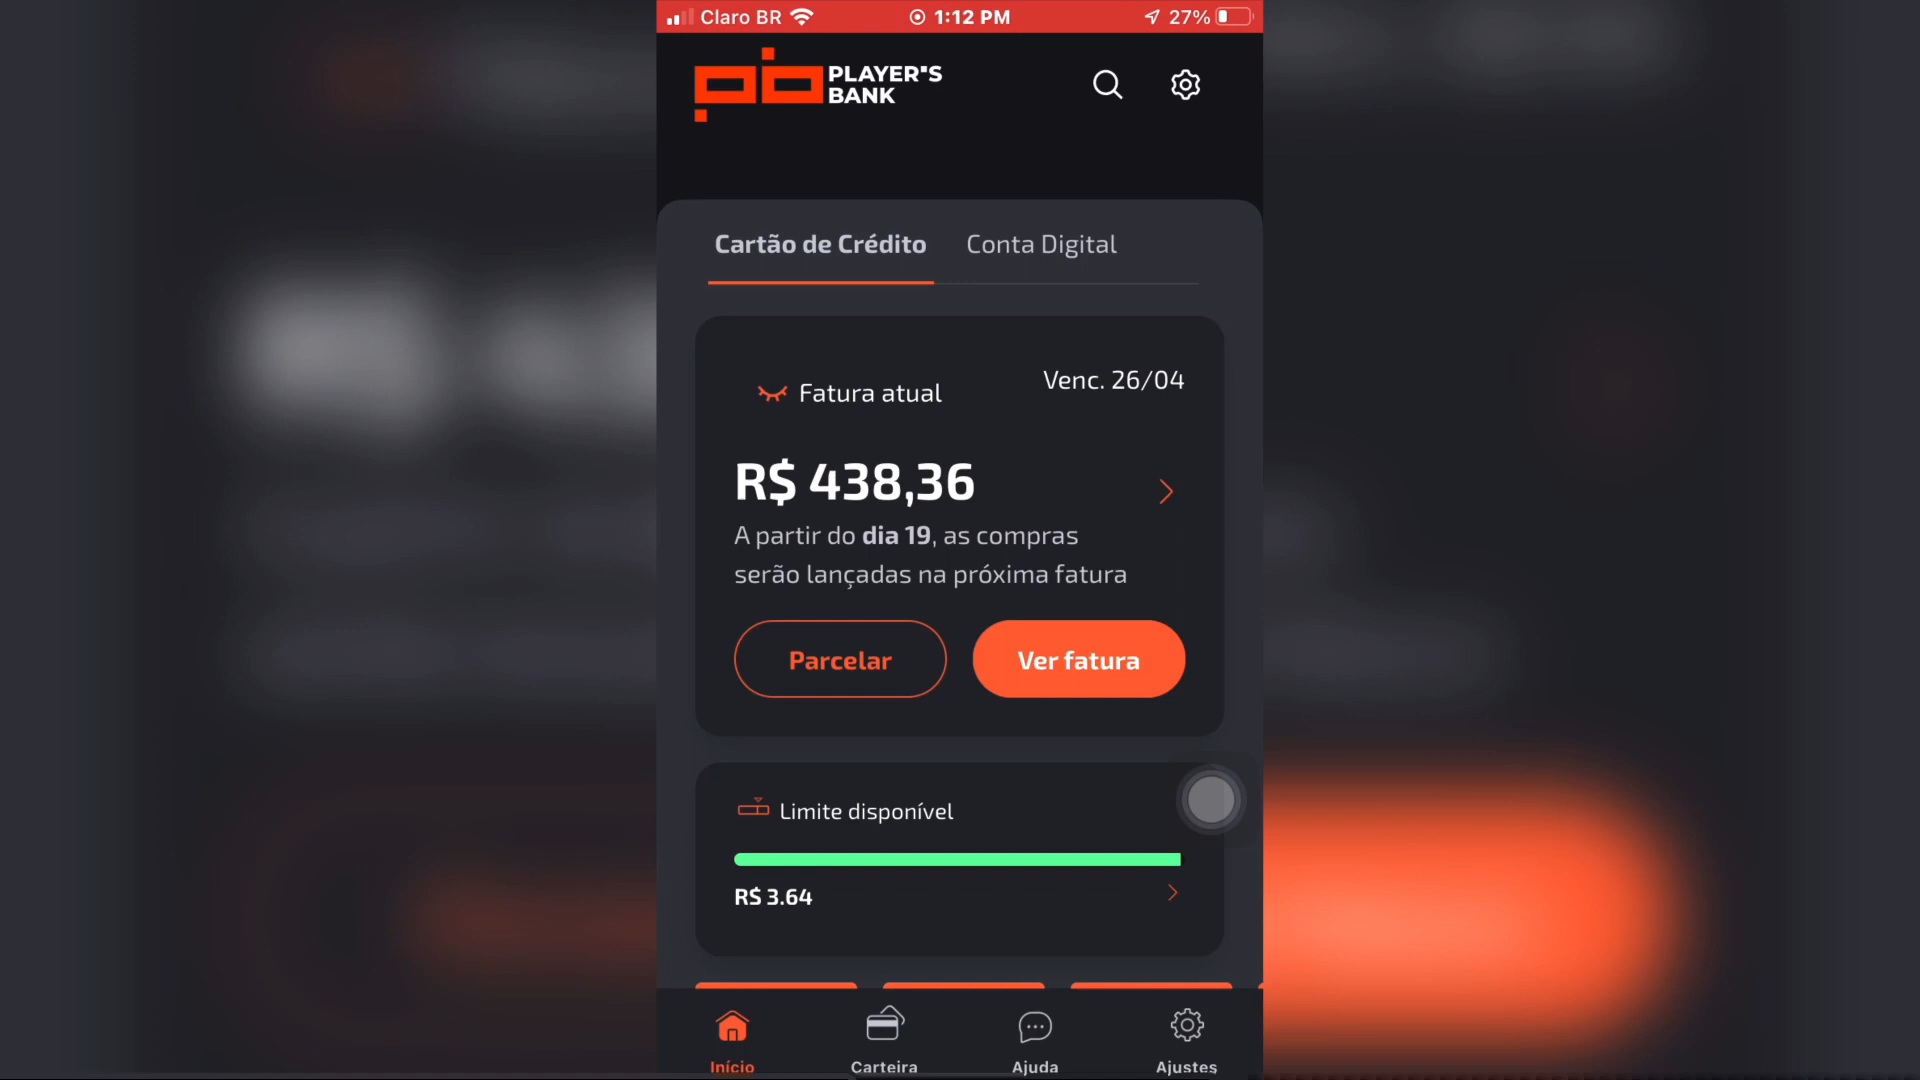 Claro BR 1:12 PM 27%
PLAYER'S
BANK
Cartão de Crédito Conta Digital
Fatura atual Venc. 26/04
R$ 438,36
A partir do dia 19, as compras
serão lançadas na próxima fatura
Parcelar Ver fatura
Limite disponível
R$ 3.64
Início Carteira Ajuda Ajustes